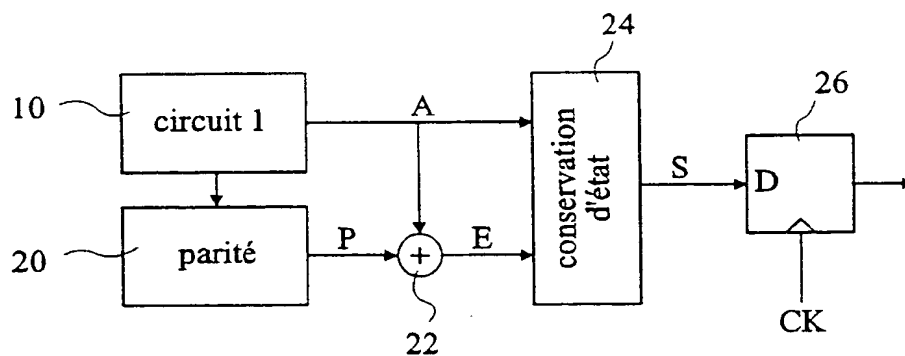 24
26
10
circuit 1
A
conservation
d'état
S
D
20
parité
P
+
E
22
CK